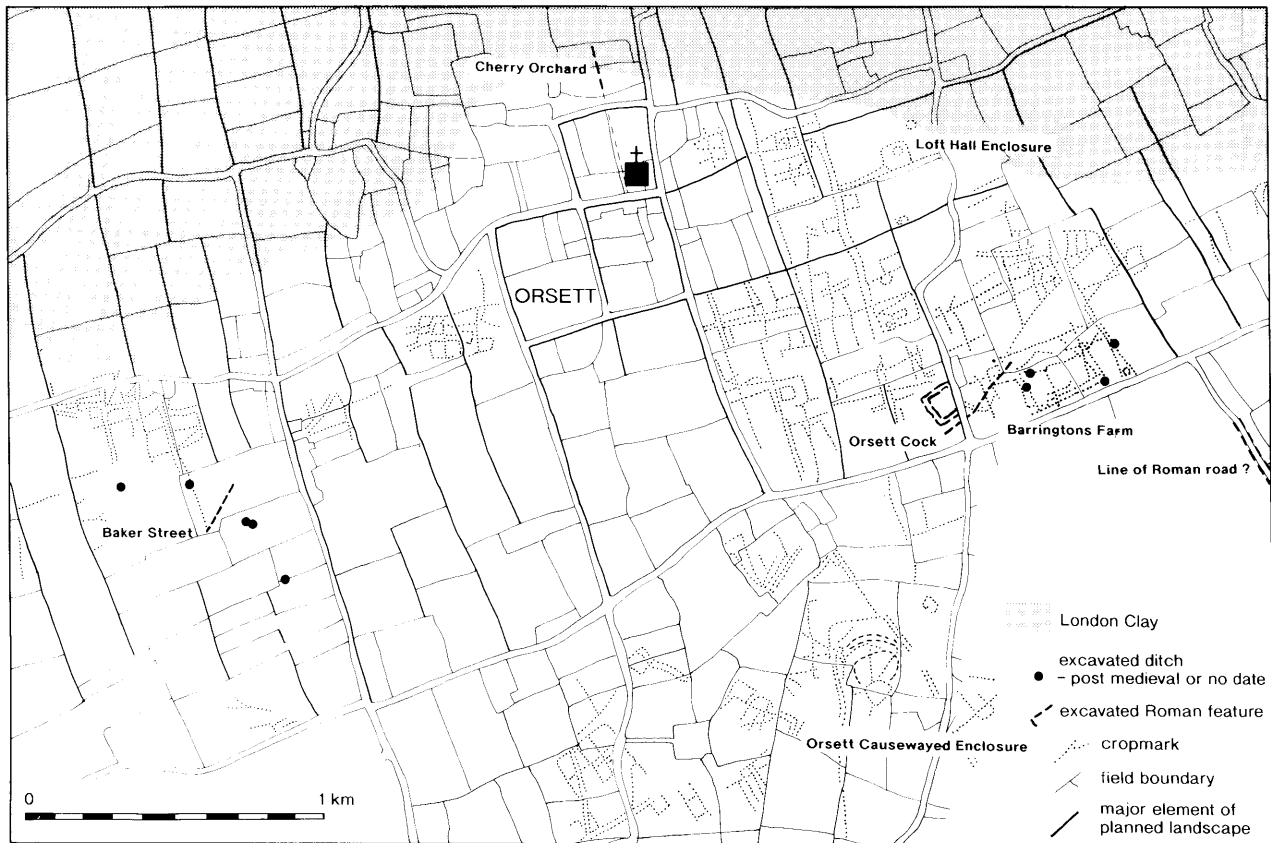 Cherry Orchard
Loft Hall Enclosure
ORSETT
Orsett Cock
Barringtons Farm
Line of Roman road ?
Baker Street
Orsett Causewayed Enclosure
London Clay
excavated ditch
– post medieval or no date
excavated Roman feature
cropmark
field boundary
major element of
planned landscape
0 1 km